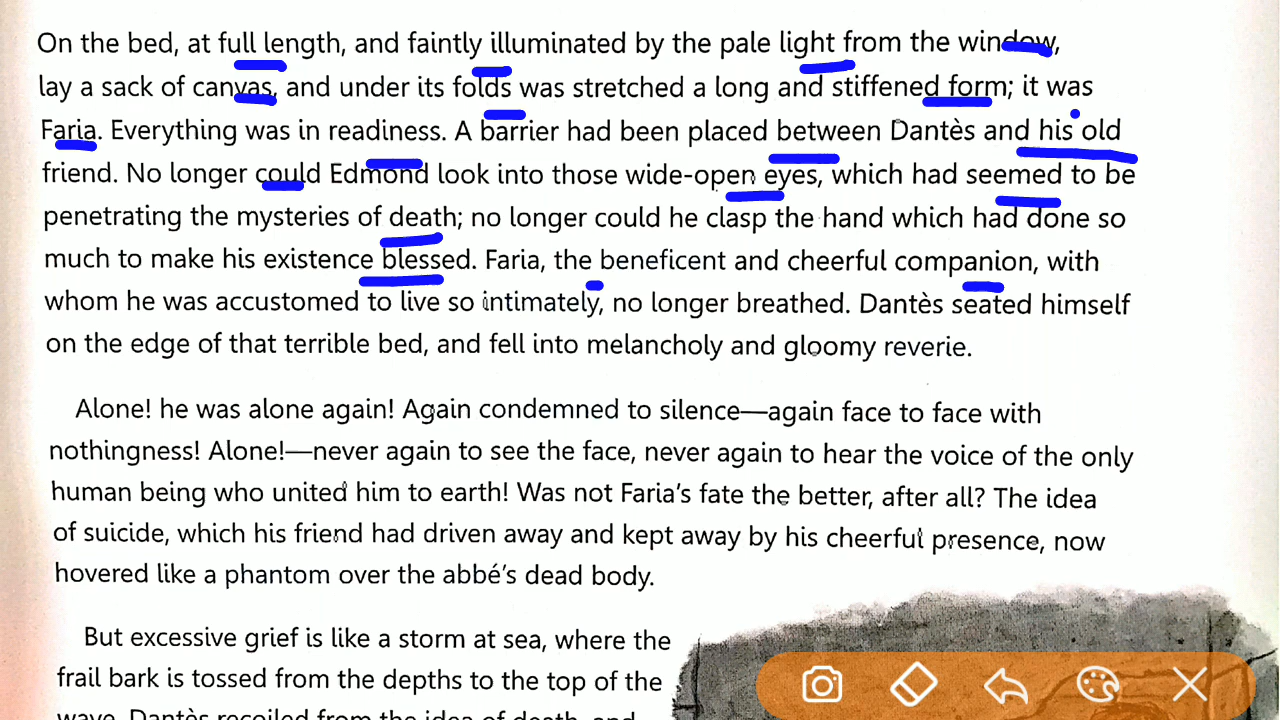 On the bed, at full length, and faintly illuminated by the pale light from the window,
lay a sack of canvas, and under its folds was stretched a long and stiffened form; it was
Faria. Everything was in readiness. A barrier had been placed between Dantès and his old
friend. No longer could Edmond look into those wide-open eyes, which had seemed to be
penetrating the mysteries of death; no longer could he clasp the hand which had done so
much to make his existence blessed. Faria, the beneficent and cheerful companion, with
whom he was accustomed to live so intimately, no longer breathed. Dantès seated himself
on the edge of that terrible bed, and fell into melancholy and gloomy reverie.
Alone! he was alone again! Again condemned to silence—again face to face with
nothingness! Alone!—never again to see the face, never again to hear the voice of the only
human being who united him to earth! Was not Faria's fate the better, after all? The idea
of suicide, which his friend had driven away and kept away by his cheerful presence, now
hovered like a phantom over the abbé's dead body.
But excessive grief is like a storm at sea, where the
frail bark is tossed from the depths to the top of the
wave. Dantès recoiled from the idea of death, and